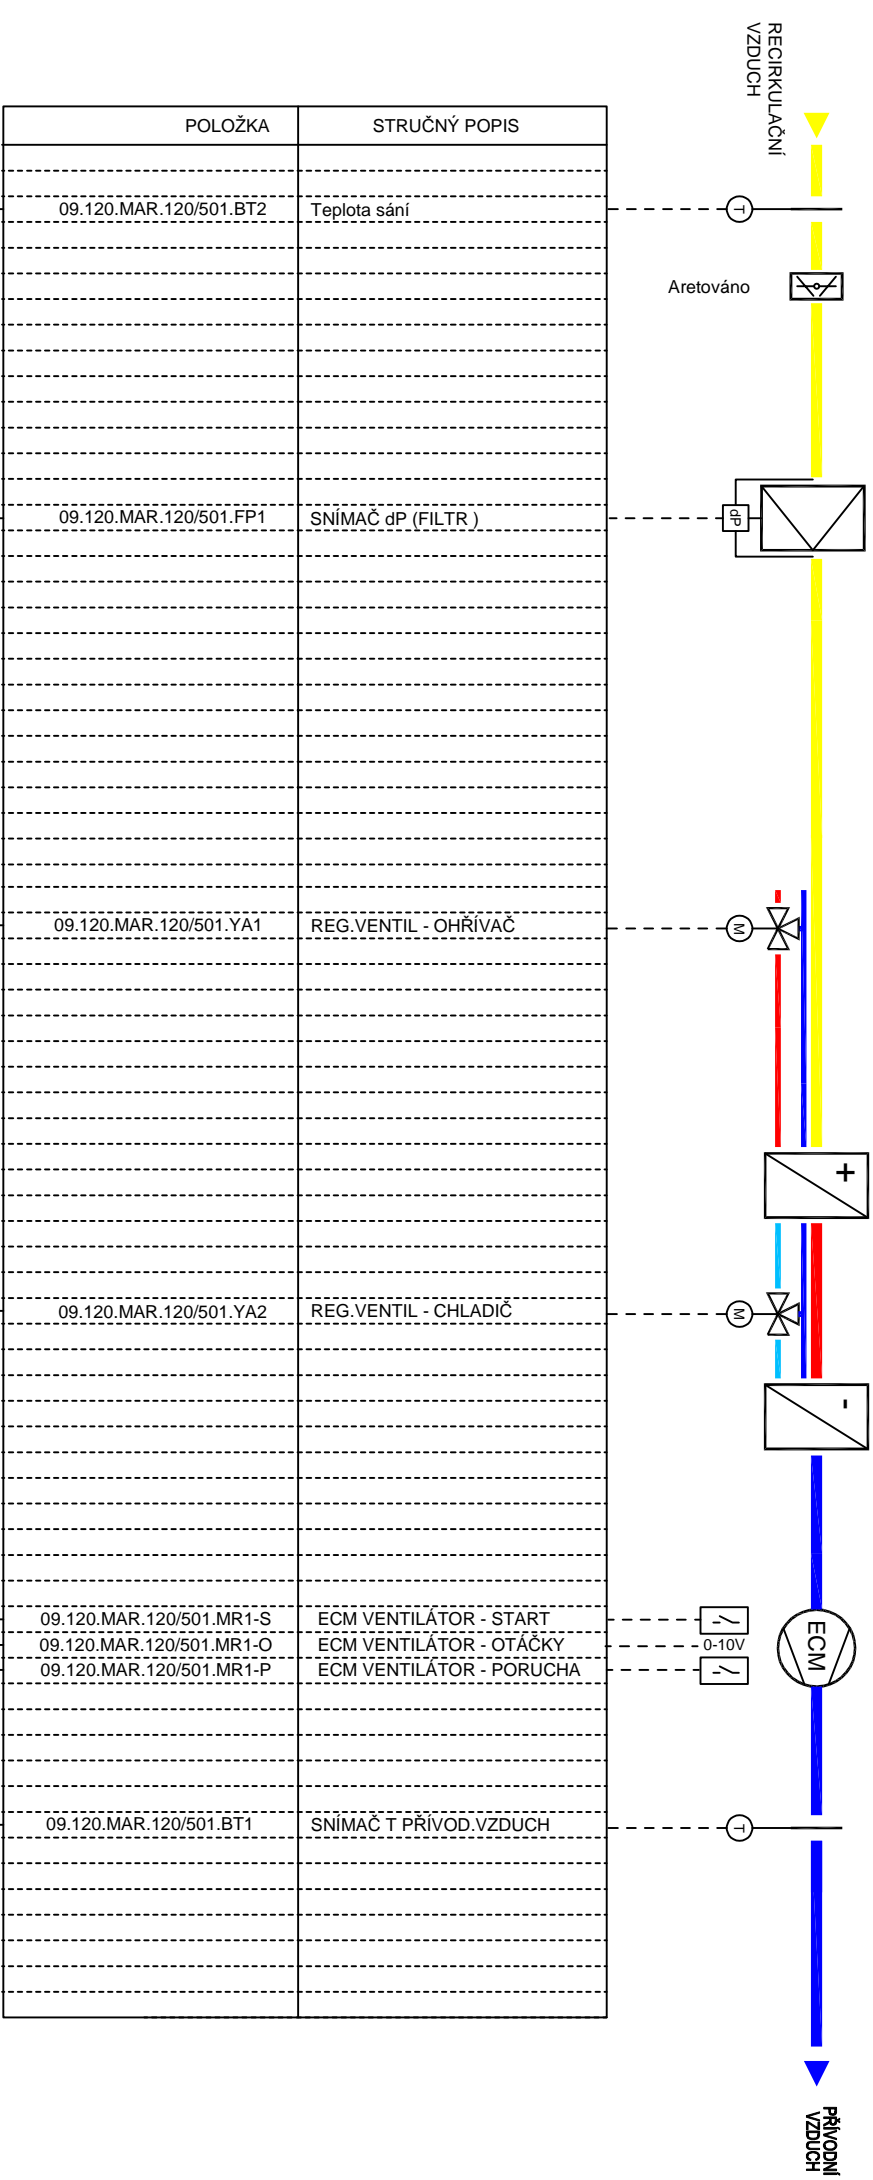 RECIRKULAČNÍ
VZDUCH
POLOŽKA STRUČNÝ POPIS
09.120.MAR.120/501.BT2 Teplota sání T
Aretováno
09.120.MAR.120/501.FP1 SNÍMAČ dP (FILTR ) dP
09.120.MAR.120/501.YA1 REG.VENTIL - OHŘÍVAČ M
+
09.120.MAR.120/501.YA2 REG.VENTIL - CHLADIČ M
-
09.120.MAR.120/501.MR1-S ECM VENTILÁTOR - START
09.120.MAR.120/501.MR1-O ECM VENTILÁTOR - OTÁČKY 0-10V ECM
09.120.MAR.120/501.MR1-P ECM VENTILÁTOR - PORUCHA
09.120.MAR.120/501.BT1 SNÍMAČ T PŘÍVOD.VZDUCH T
PŘÍVODNÍ
VZDUCH